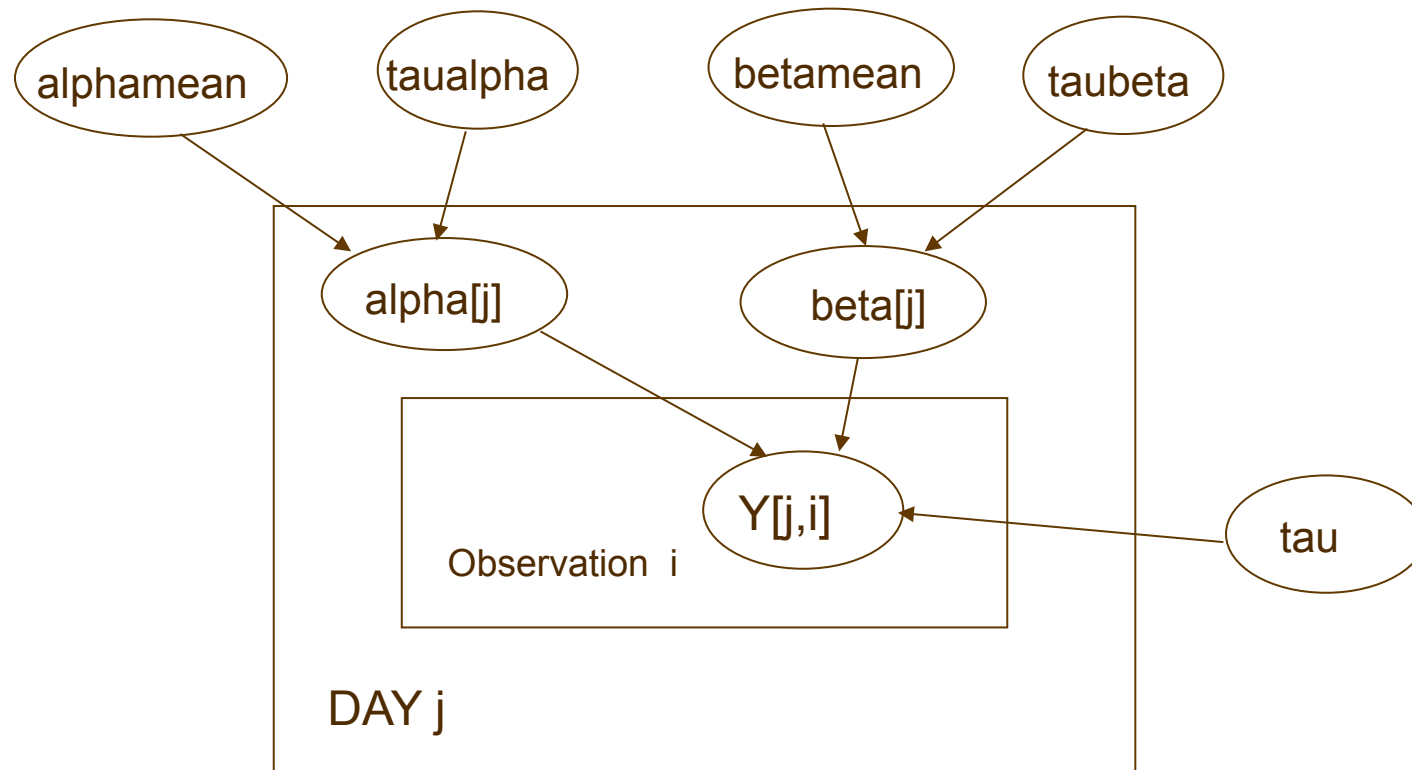 alphamean
taualpha
betamean
taubeta
alpha[j]
beta[j]
Y[j,i]
Observation i
tau
DAY j